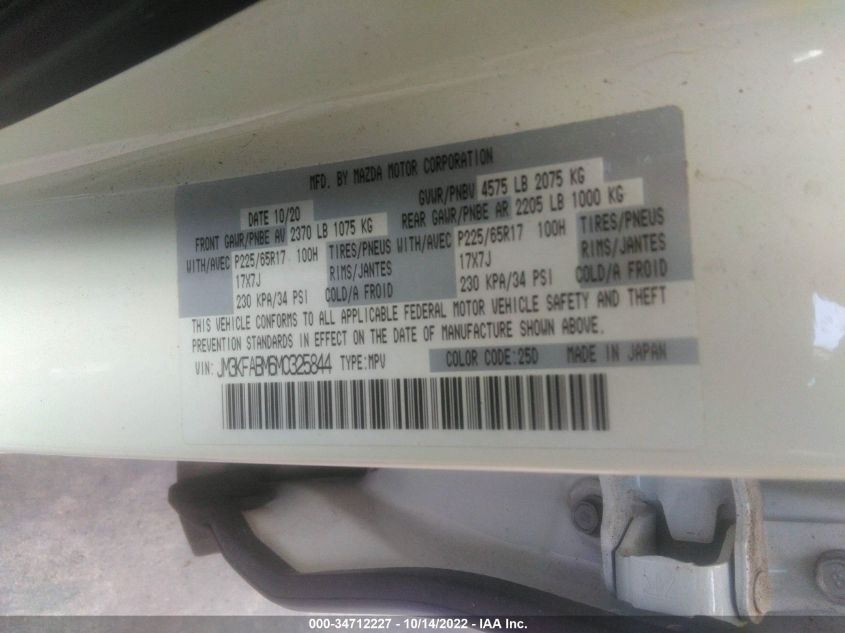 MFD. BY MAZDA MOTOR CORPORATION
DATE 10/20 GVWR/PNBV 4575 LB 2075 KG
FRONT GAWR/PNBE AV 2370 LB 1075 KG REAR GAWR/PNBE AR 2205 LB 1000 KG
WITH/AVEC P225/65R17 100H TIRES/PNEUS WITH/AVEC P225/65R17 100H TIRES/PNEUS
17X7J RIMS/JANTES 17X7J RIMS/JANTES
230 KPA/34 PSI COLD/A FROID 230 KPA/34 PSI COLD/A FROID
THIS VEHICLE CONFORMS TO ALL APPLICABLE FEDERAL MOTOR VEHICLE SAFETY AND THEFT
PREVENTION STANDARDS IN EFFECT ON THE DATE OF MANUFACTURE SHOWN ABOVE.
VIN: JM3KFABM6M0325844 TYPE:MPV COLOR CODE:25D MADE IN JAPAN
000-34712227 - 10/14/2022 - IAA Inc.